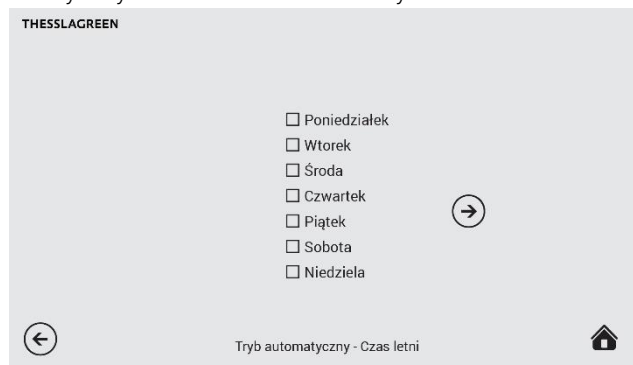 THESSLAGREEN
Poniedziałek
Wtorek
Środa
Czwartek
Piątek
Sobota
Niedziela
Tryb automatyczny - Czas letni